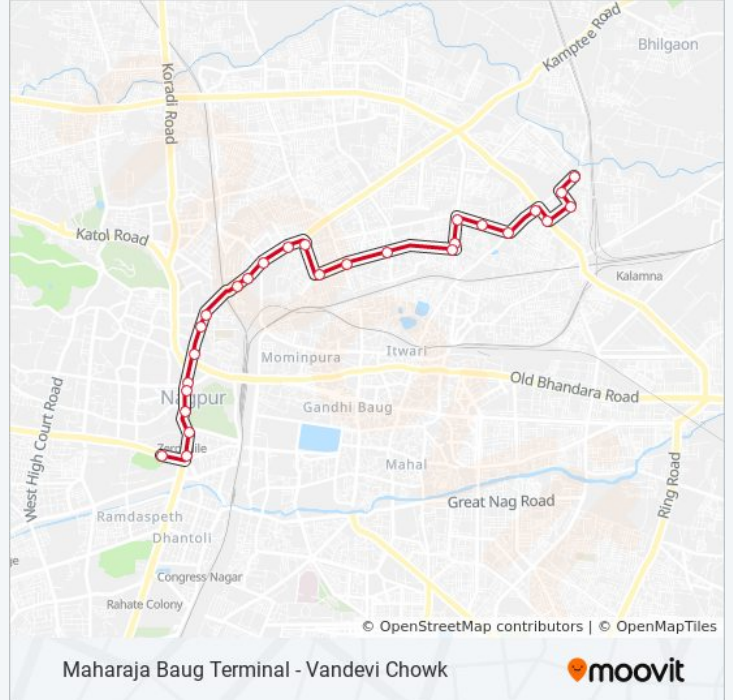 Kamptee Road
Bhilgaon
Koradi Road
Katol Road
Kalamna
Mominpura
Itwari
Old Bhandara Road
Nagpur
Gandhi Baug
West High Court Road
Mahal
Ring Road
Great Nag Road
Ramdaspeth
Dhantoli
Congress Nagar
Rahate Colony
© OpenStreetMap contributors | © OpenMapTiles
Maharaja Baug Terminal - Vandevi Chowk
moovit